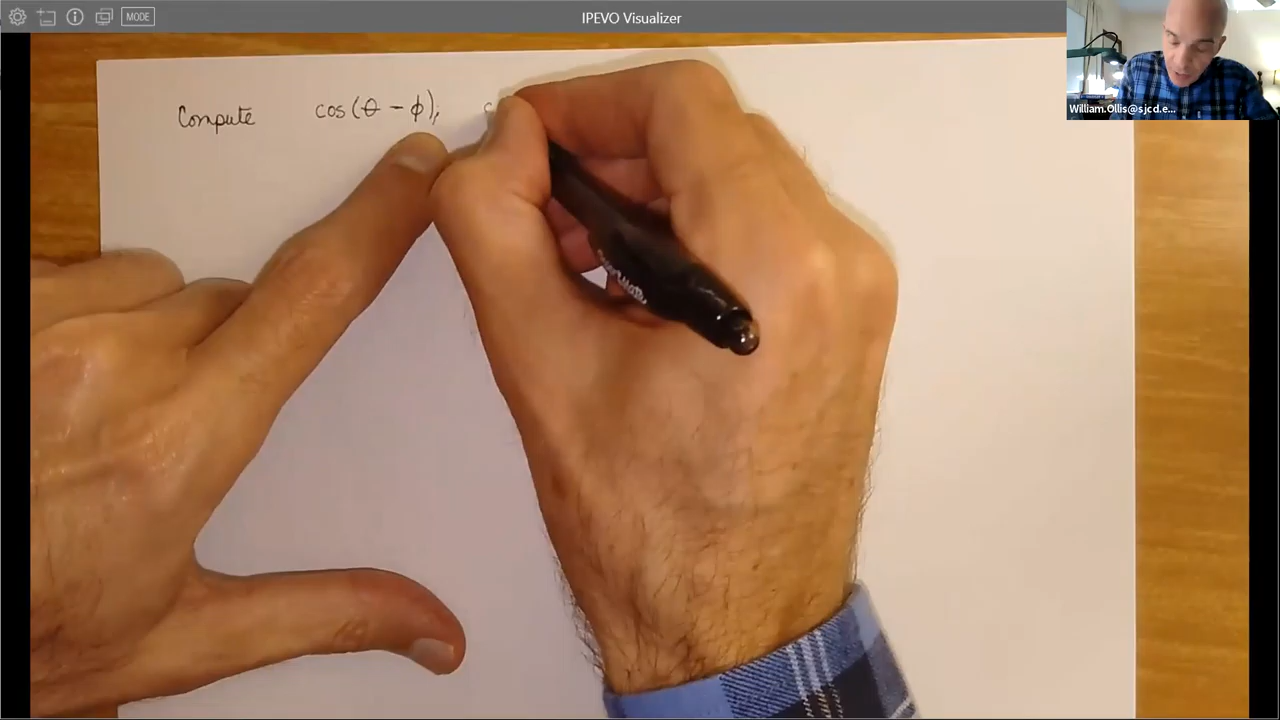 MODE
IPEVO Visualizer
William.Ollis@sjcd.e...
Compute cos(θ − ϕ);